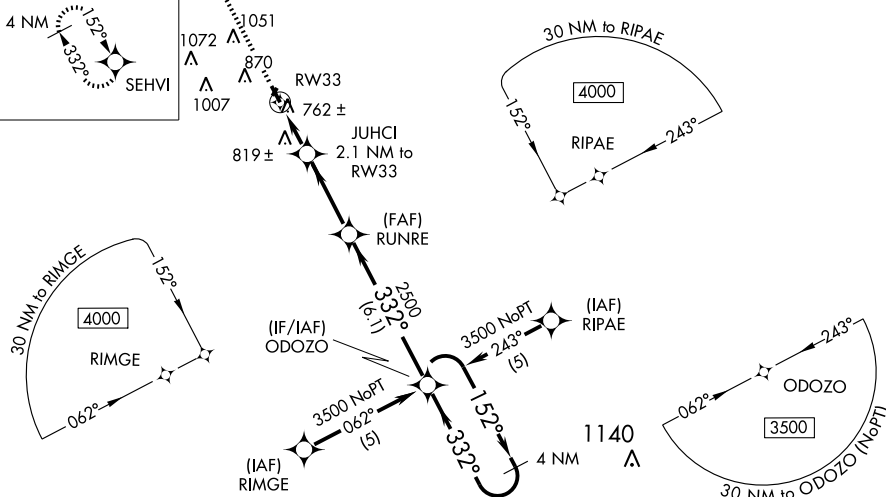 4 NM
152°
332°
SEHVI
1051
1072
870
1007
RW33
762 ±
819 ±
JUHCI
2.1 NM to
RW33
(FAF)
RUNRE
30 NM to RIPAE
4000
152°
RIPAE
243°
30 NM to RIMGE
152°
4000
RIMGE
062°
2500
332°
(6.1)
(IF/IAF)
ODOZO
3500 NoPT
243°
(5)
(IAF)
RIPAE
3500 NoPT
062°
(5)
(IAF)
RIMGE
152°
332°
4 NM
1140
243°
ODOZO
062°
3500
30 NM to ODOZO (NoPT)